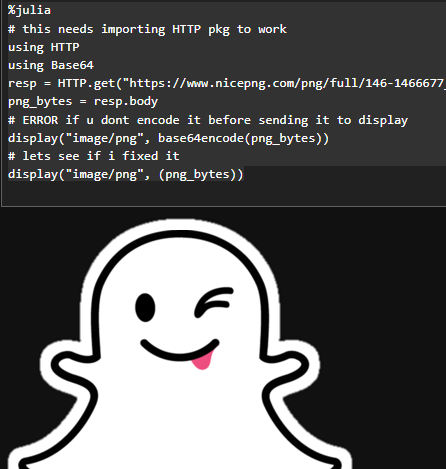 %julia
# this needs importing HTTP pkg to work
using HTTP
using Base64
resp = HTTP.get("https://www.nicepng.com/png/full/146-1466677_
png_bytes = resp.body
# ERROR if u dont encode it before sending it to display
display("image/png", base64encode(png_bytes))
# lets see if i fixed it
display("image/png", (png_bytes))